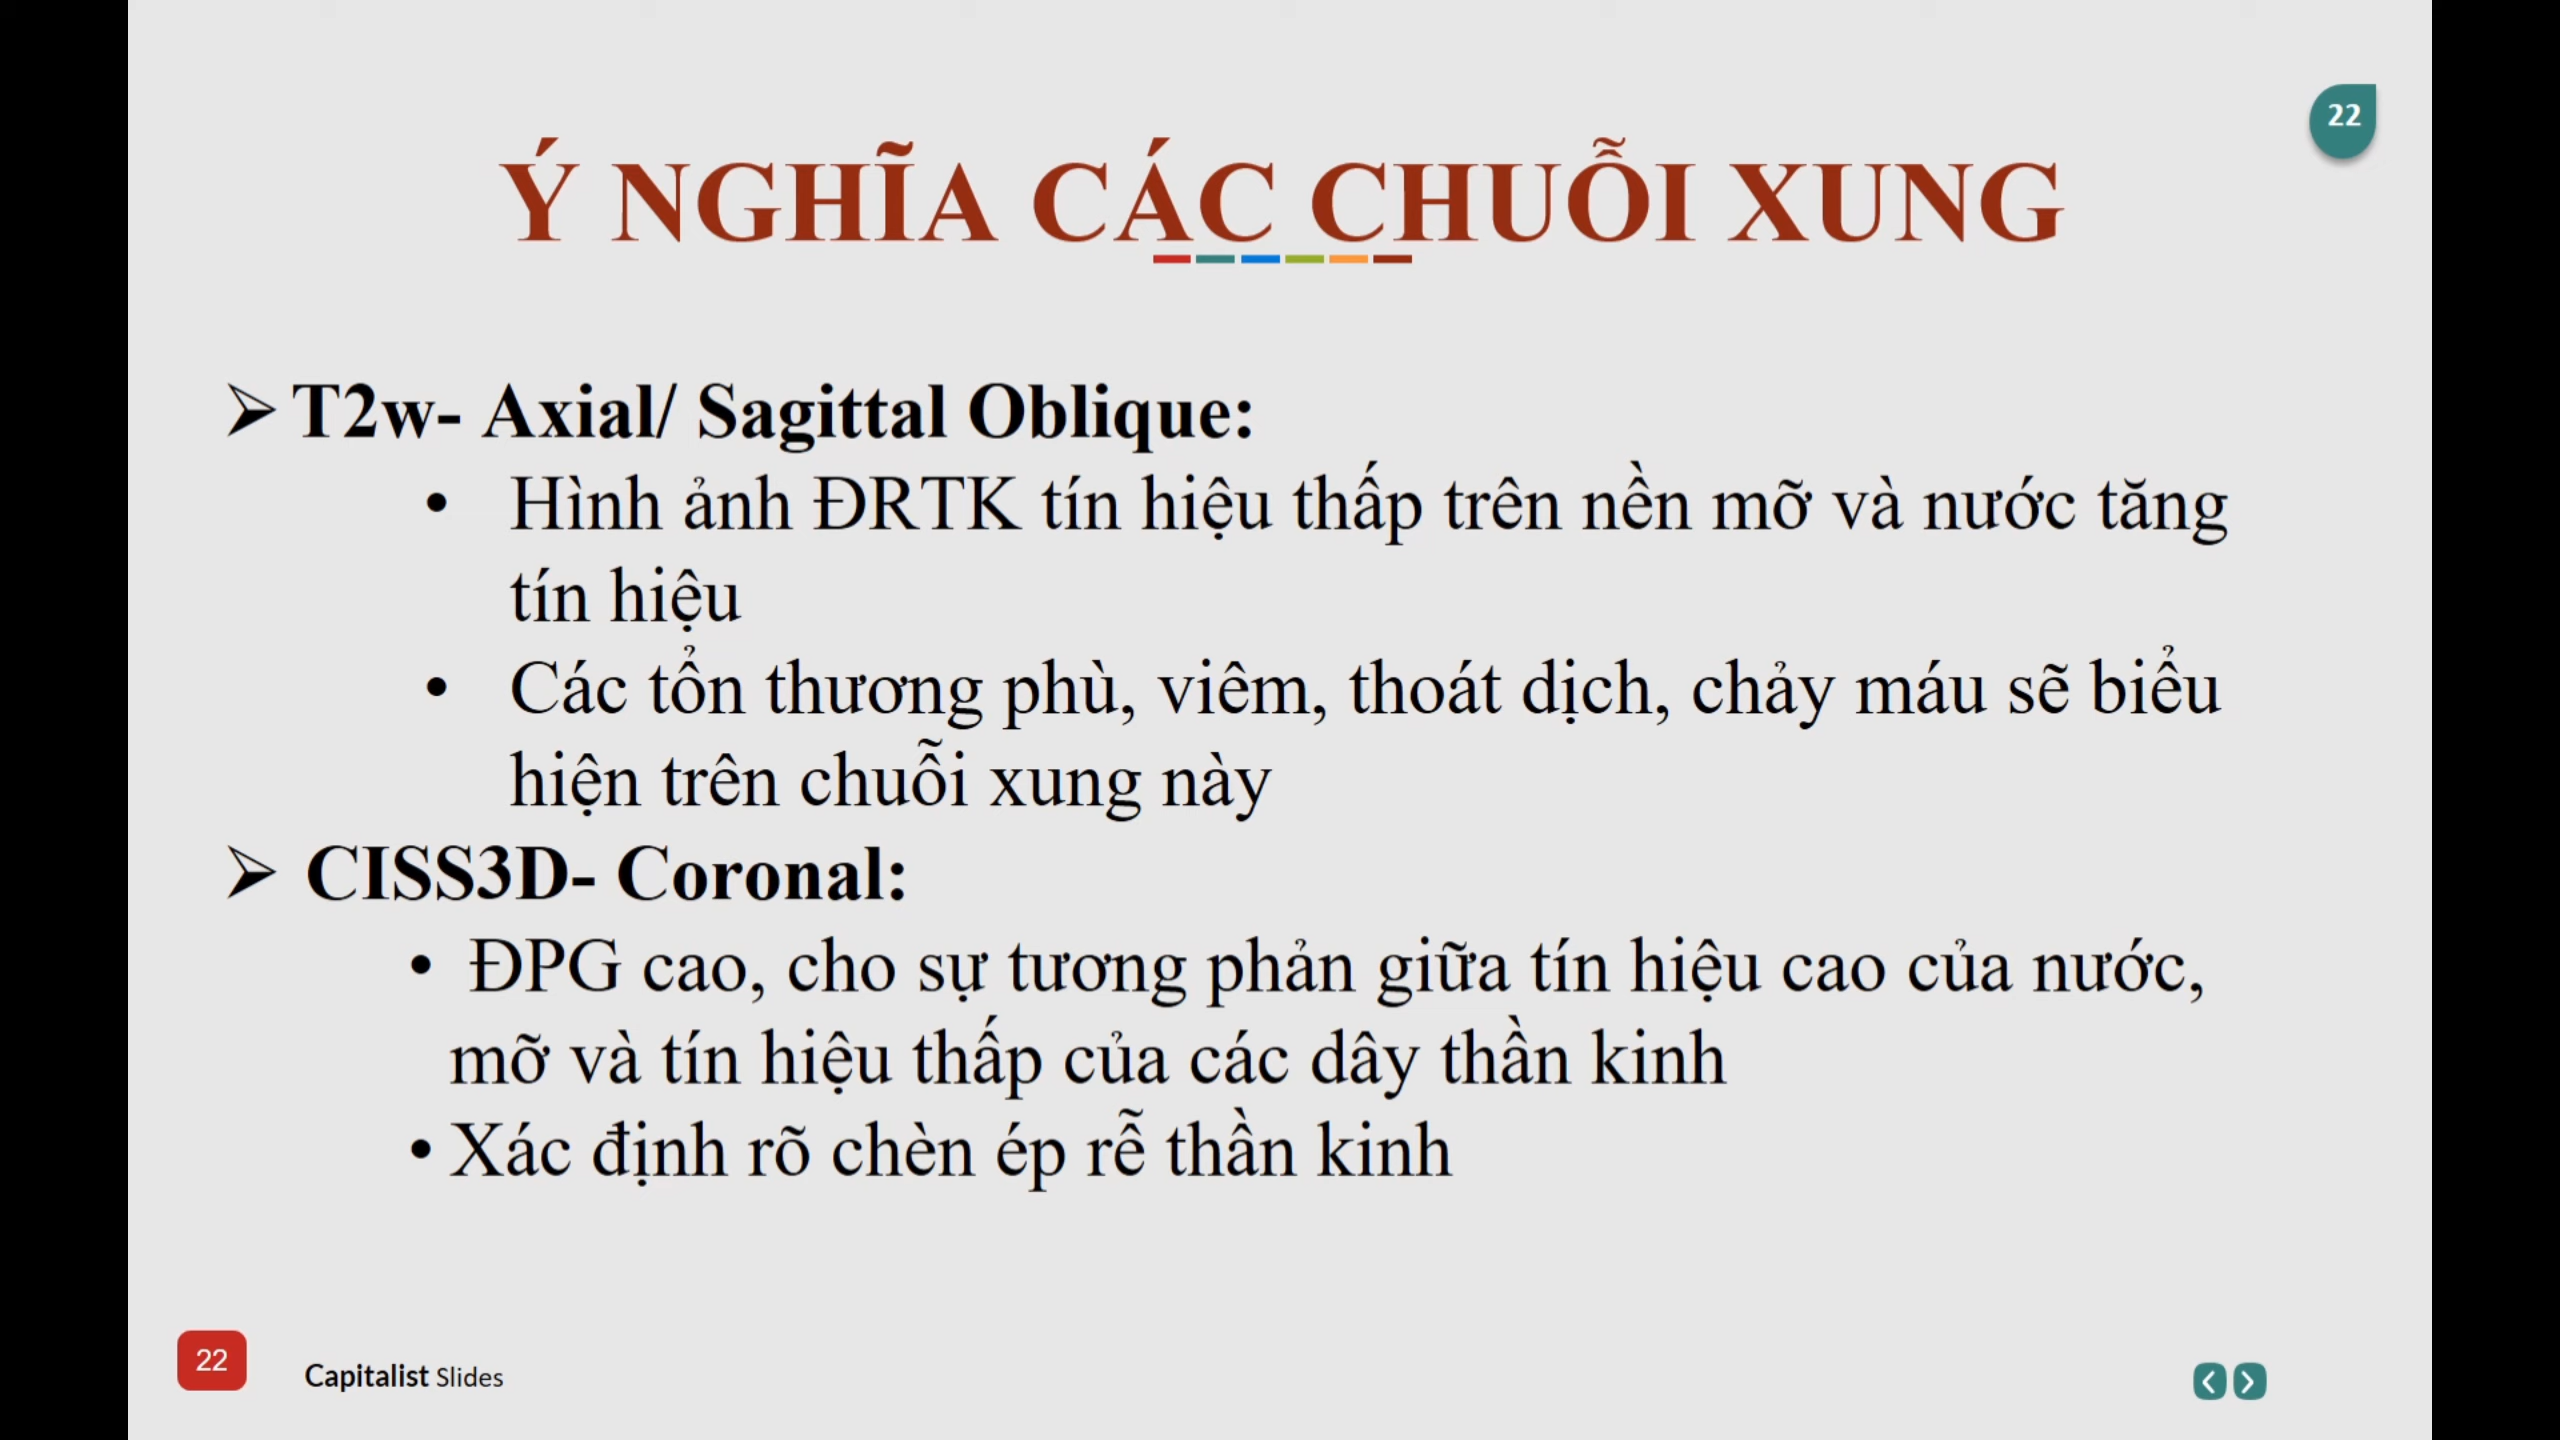 22
Ý NGHĨA CÁC CHUỖI XUNG
➢ T2w- Axial/ Sagittal Oblique:
• Hình ảnh ĐRTK tín hiệu thấp trên nền mỡ và nước tăng
tín hiệu
• Các tổn thương phù, viêm, thoát dịch, chảy máu sẽ biểu
hiện trên chuỗi xung này
➢ CISS3D- Coronal:
• ĐPG cao, cho sự tương phản giữa tín hiệu cao của nước,
mỡ và tín hiệu thấp của các dây thần kinh
• Xác định rõ chèn ép rễ thần kinh
22
Capitalist Slides